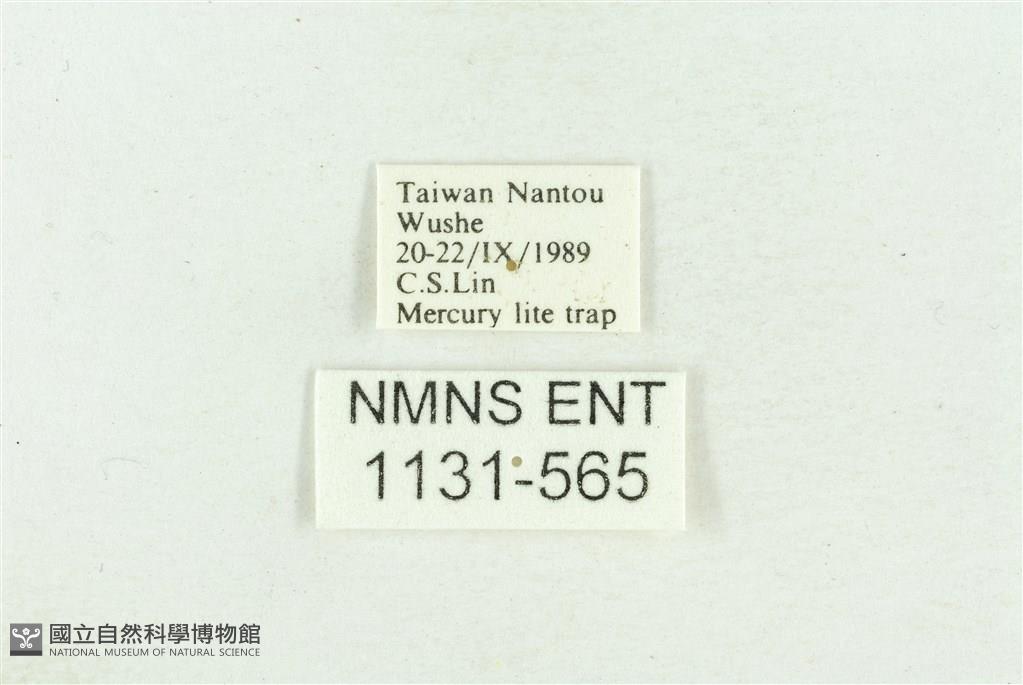 Taiwan Nantou
Wushe
20-22/IX/1989
C.S.Lin
Mercury lite trap
NMNS ENT
1131-565
國立自然科學博物館
NATIONAL MUSEUM OF NATURAL SCIENCE